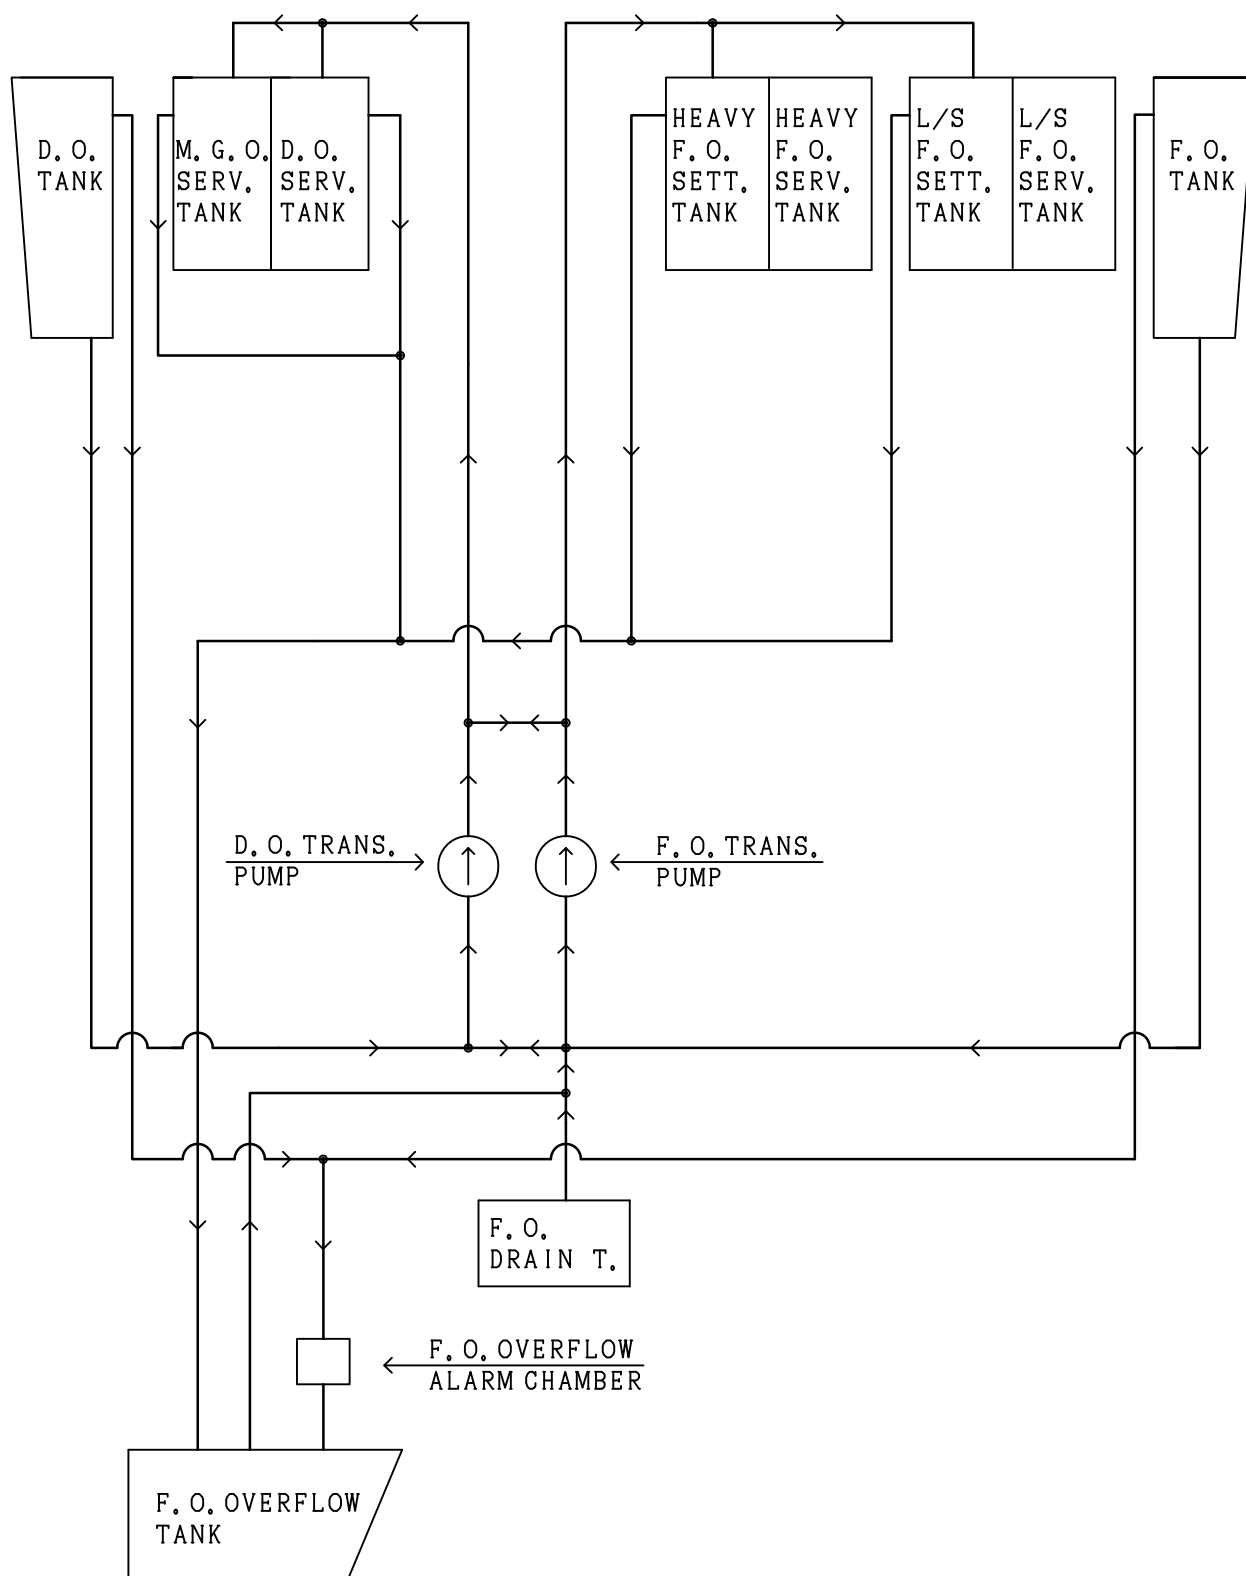 D. O.
TANK
M. G. O.
SERV.
TANK
D. O.
SERV.
TANK
HEAVY
F. O.
SETT.
TANK
HEAVY
F. O.
SERV.
TANK
L/S
F. O.
SETT.
TANK
L/S
F. O.
SERV.
TANK
F. O.
TANK
D. O. TRANS.
PUMP
F. O. TRANS.
PUMP
F. O.
DRAIN T.
F. O. OVERFLOW
ALARM CHAMBER
F. O. OVERFLOW
TANK